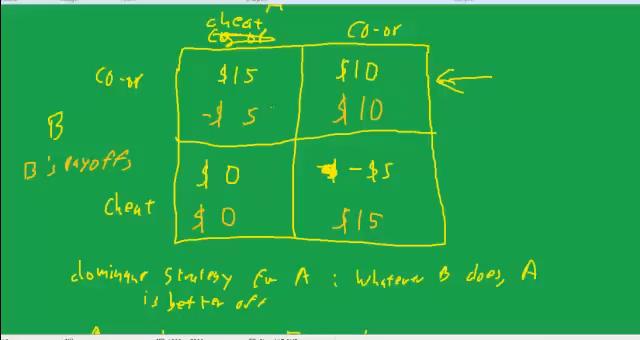 A
cheat
Co-or
Co-or
$15
$10
-$ 5
$10
B
B's payoffs
$ 0
-$5
Cheat
$ 0
$15
dominant Strategy for A : Whatever B does, A
is better off